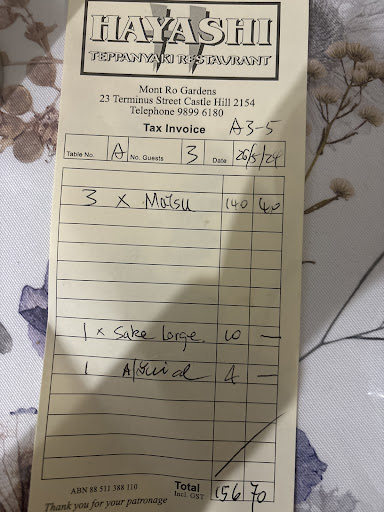 HAYASHI
TEPPANYAKI RESTAURANT
Mont Ro Gardens
23 Terminus Street Castle Hill 2154
Telephone 9899 6180
Tax Invoice A3-5
Table No. A No. Guests 3 Date 26/5/24
3 x Matsu 140 40
1 x Sake Large 10 —
1 A/ 4 —
ABN 88 511 388 110
Total 156 70
Incl. GST
Thank you for your patronage